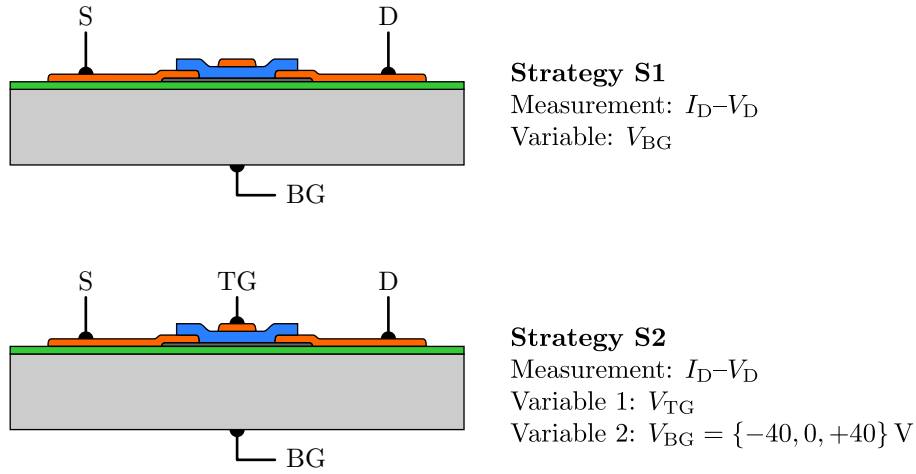 S
D
Strategy S1
Measurement: I_D–V_D
Variable: V_BG
BG
S
TG
D
Strategy S2
Measurement: I_D–V_D
Variable 1: V_TG
Variable 2: V_BG = {−40, 0, +40} V
BG